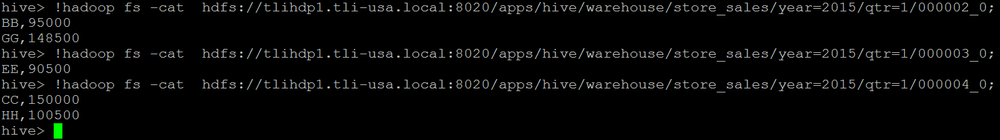 hive> !hadoop fs -cat  hdfs://tlihdp1.tli-usa.local:8020/apps/hive/warehouse/store_sales/year=2015/qtr=1/000002_0;
BB,95000
GG,148500
hive> !hadoop fs -cat  hdfs://tlihdp1.tli-usa.local:8020/apps/hive/warehouse/store_sales/year=2015/qtr=1/000003_0;
EE,90500
hive> !hadoop fs -cat  hdfs://tlihdp1.tli-usa.local:8020/apps/hive/warehouse/store_sales/year=2015/qtr=1/000004_0;
CC,150000
HH,100500
hive>